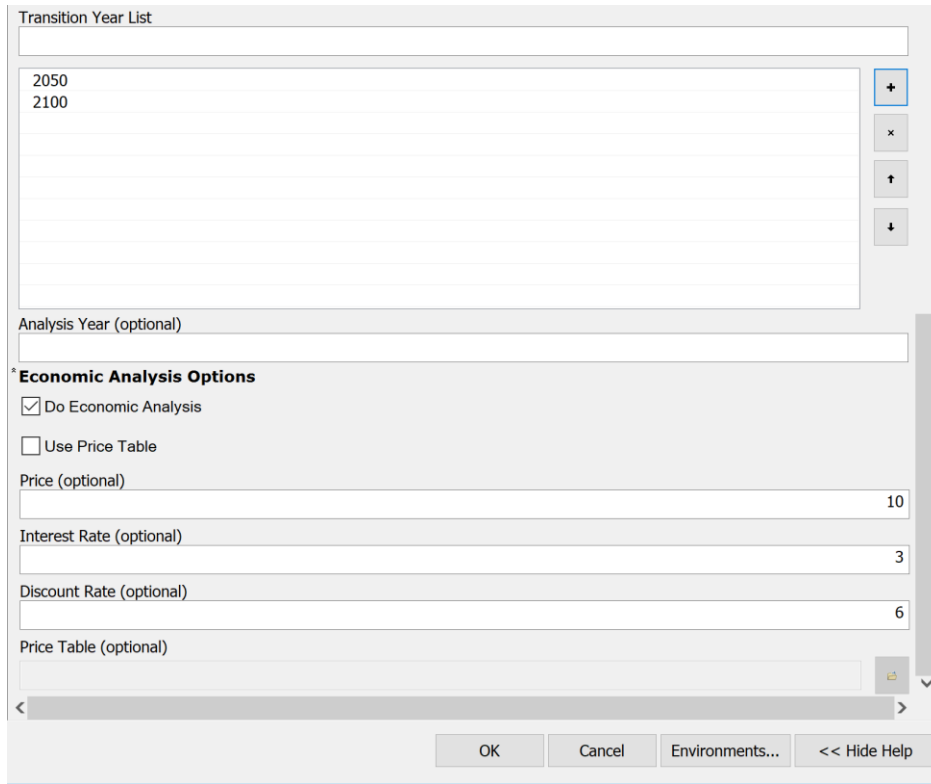 Transition Year List
2050
2100
Analysis Year (optional)
Economic Analysis Options
Do Economic Analysis
Use Price Table
Price (optional)
10
Interest Rate (optional)
3
Discount Rate (optional)
6
Price Table (optional)
OK Cancel Environments... << Hide Help